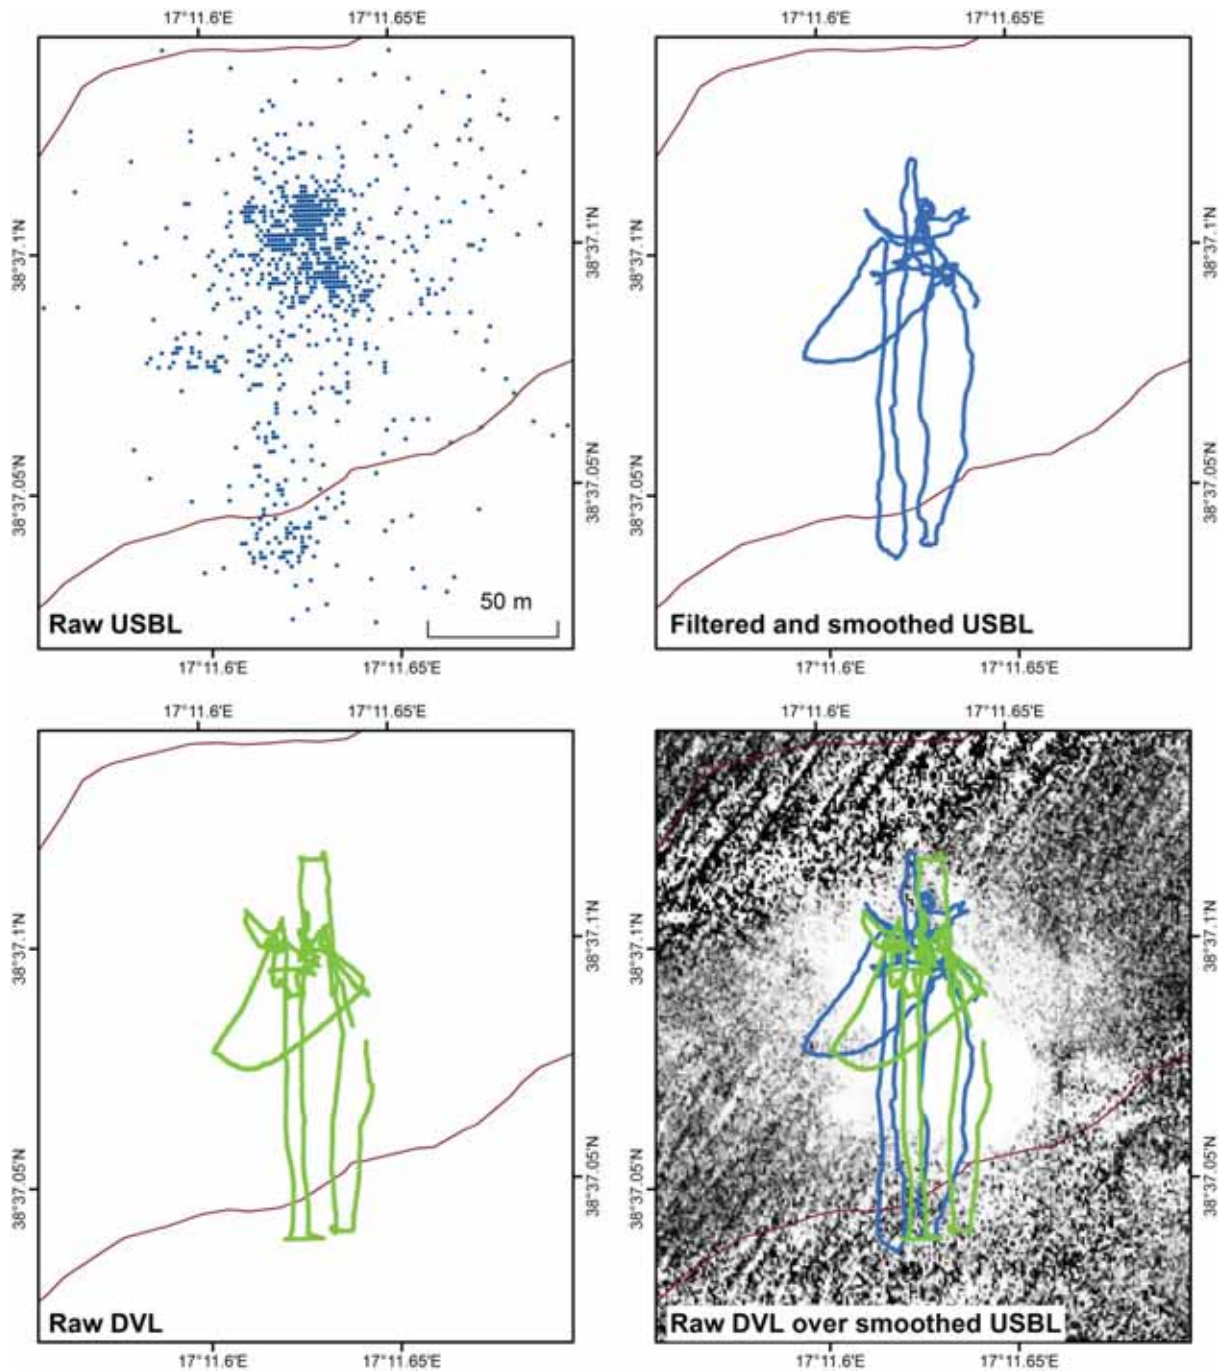 17°11.6'E 17°11.65'E 17°11.6'E 17°11.65'E
38°37.1'N 38°37.1'N 38°37.1'N 38°37.1'N
38°37.05'N 38°37.05'N 38°37.05'N 38°37.05'N
50 m
Raw USBL
Filtered and smoothed USBL
17°11.6'E 17°11.65'E 17°11.6'E 17°11.65'E
17°11.6'E 17°11.65'E 17°11.6'E 17°11.65'E
38°37.1'N 38°37.1'N 38°37.1'N 38°37.1'N
38°37.05'N 38°37.05'N 38°37.05'N 38°37.05'N
Raw DVL
Raw DVL over smoothed USBL
17°11.6'E 17°11.65'E 17°11.6'E 17°11.65'E